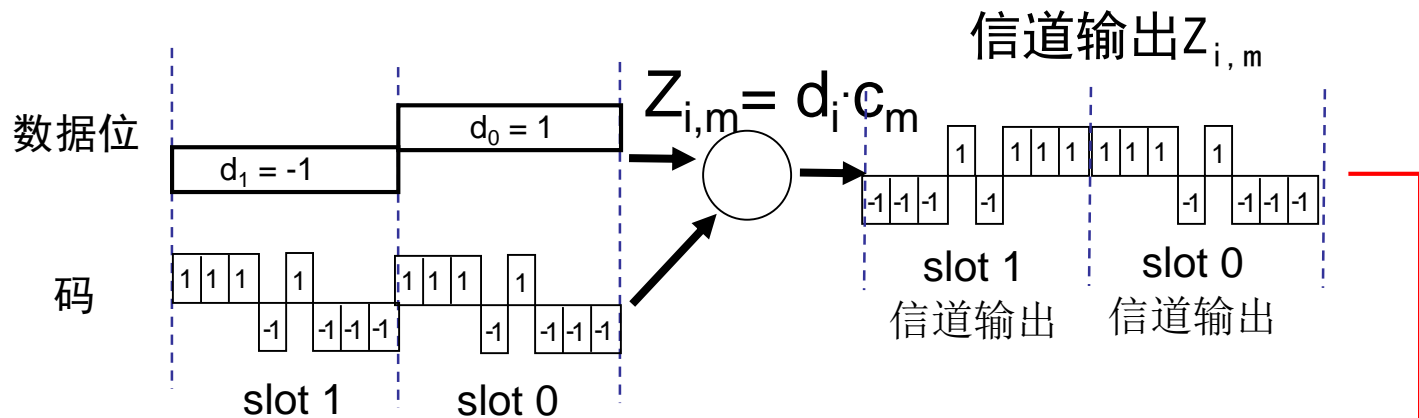 信道输出Z_{i,m}
Z_{i,m}= d_i·c_m
数据位
d_1 = -1
d_0 = 1
1 1 1 -1 1 -1 -1 -1
1 1 1 -1 1 -1 -1 -1
码
slot 1
slot 0
-1 -1 -1 1 -1 1 1 1
1 1 1 -1 1 -1 -1 -1
slot 1
信道输出
slot 0
信道输出